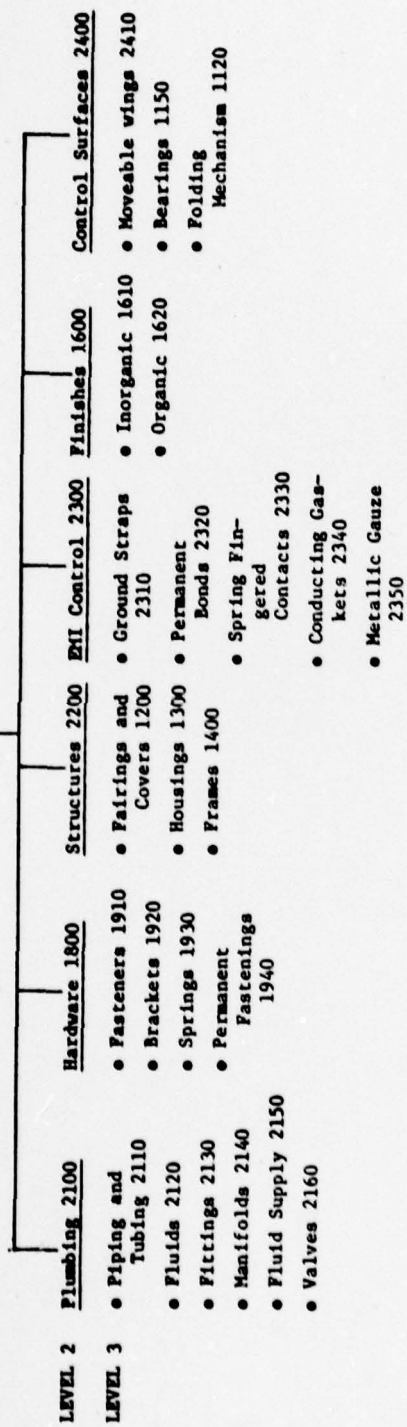 LEVEL 2
Plumbing 2100
Hardware 1800
Structures 2200
EMI Control 2300
Finishes 1600
Control Surfaces 2400
LEVEL 3
• Piping and
Tubing 2110
• Fluids 2120
• Fittings 2130
• Manifolds 2140
• Fluid Supply 2150
• Valves 2160
• Fasteners 1910
• Brackets 1920
• Springs 1930
• Permanent
Fastenings
1940
• Fairings and
Covers 1200
• Housings 1300
• Frames 1400
• Ground Straps
2310
• Permanent
Bonds 2320
• Spring Fin-
gered
Contacts 2330
• Conducting Gas-
kets 2340
• Metallic Gauze
2350
• Inorganic 1610
• Organic 1620
• Moveable wings 2410
• Bearings 1150
• Folding
Mechanism 1120